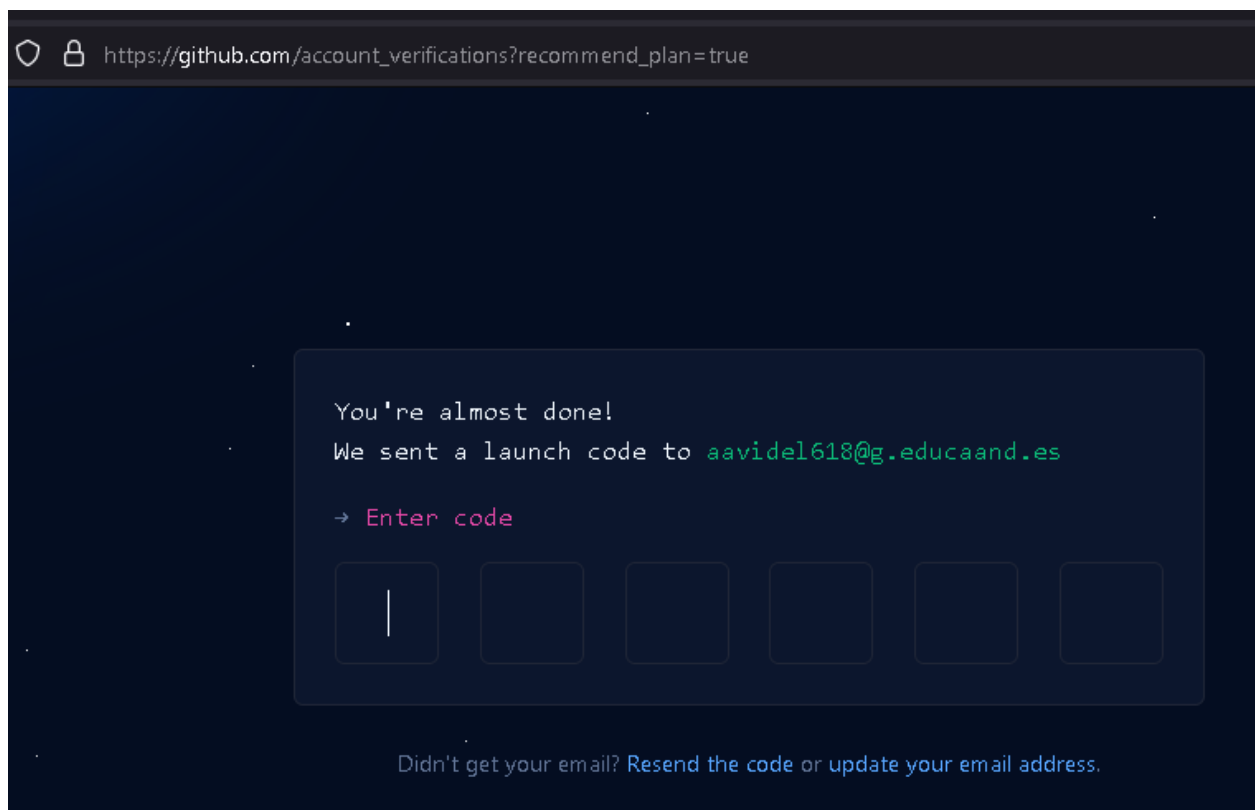 https://github.com/account_verifications?recommend_plan=true
You're almost done!
We sent a launch code to aavidel618@g.educaand.es
→ Enter code
Didn't get your email? Resend the code or update your email address.